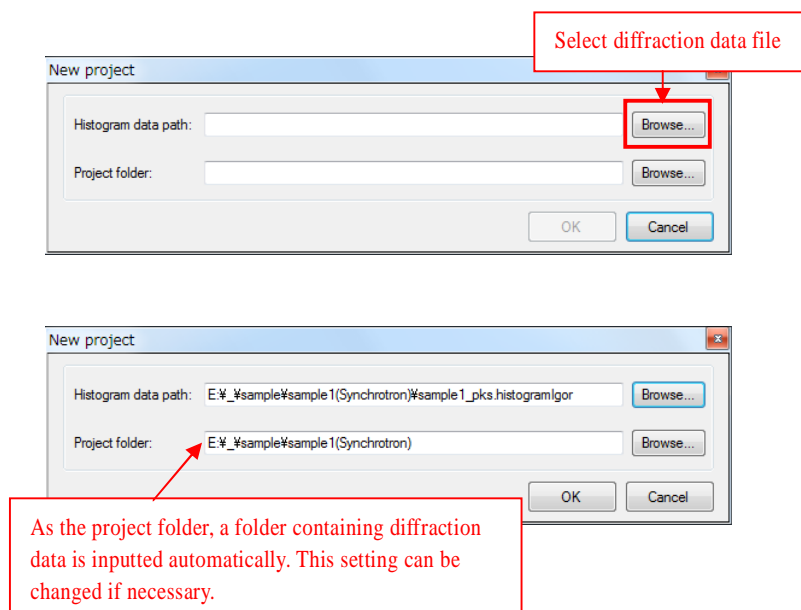 Select diffraction data file
New project
Histogram data path:
Browse...
Project folder:
Browse...
OK
Cancel
New project
Histogram data path:
E:¥_¥sample¥sample1(Synchrotron)¥sample1_pks.histogramIgor
Browse...
Project folder:
E:¥_¥sample¥sample1(Synchrotron)
Browse...
OK
Cancel
As the project folder, a folder containing diffraction
data is inputted automatically. This setting can be
changed if necessary.